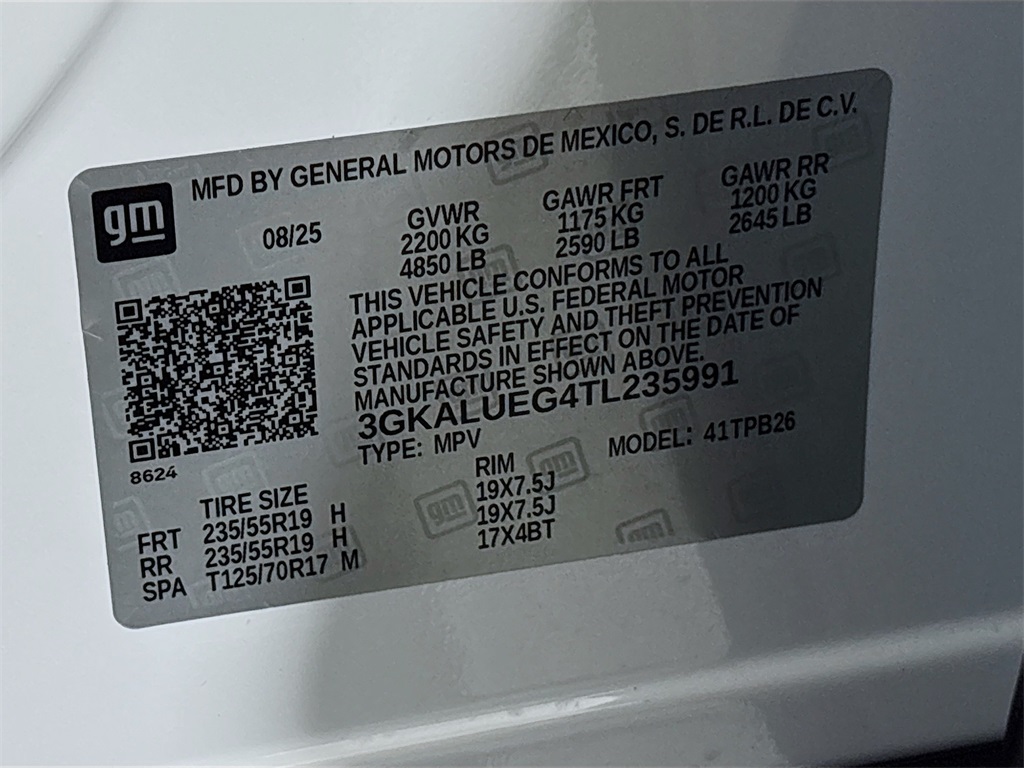 MFD BY GENERAL MOTORS DE MEXICO, S. DE R.L. DE C.V.
gm
08/25
GVWR
2200 KG
4850 LB
GAWR FRT
1175 KG
2590 LB
GAWR RR
1200 KG
2645 LB
THIS VEHICLE CONFORMS TO ALL
APPLICABLE U.S. FEDERAL MOTOR
VEHICLE SAFETY AND THEFT PREVENTION
STANDARDS IN EFFECT ON THE DATE OF
MANUFACTURE SHOWN ABOVE.
3GKALUEG4TL235991
TYPE: MPV
MODEL: 41TPB26
8624
TIRE SIZE RIM
FRT 235/55R19 H 19X7.5J
RR 235/55R19 H 19X7.5J
SPA T125/70R17 M 17X4BT
gm
gm
gm